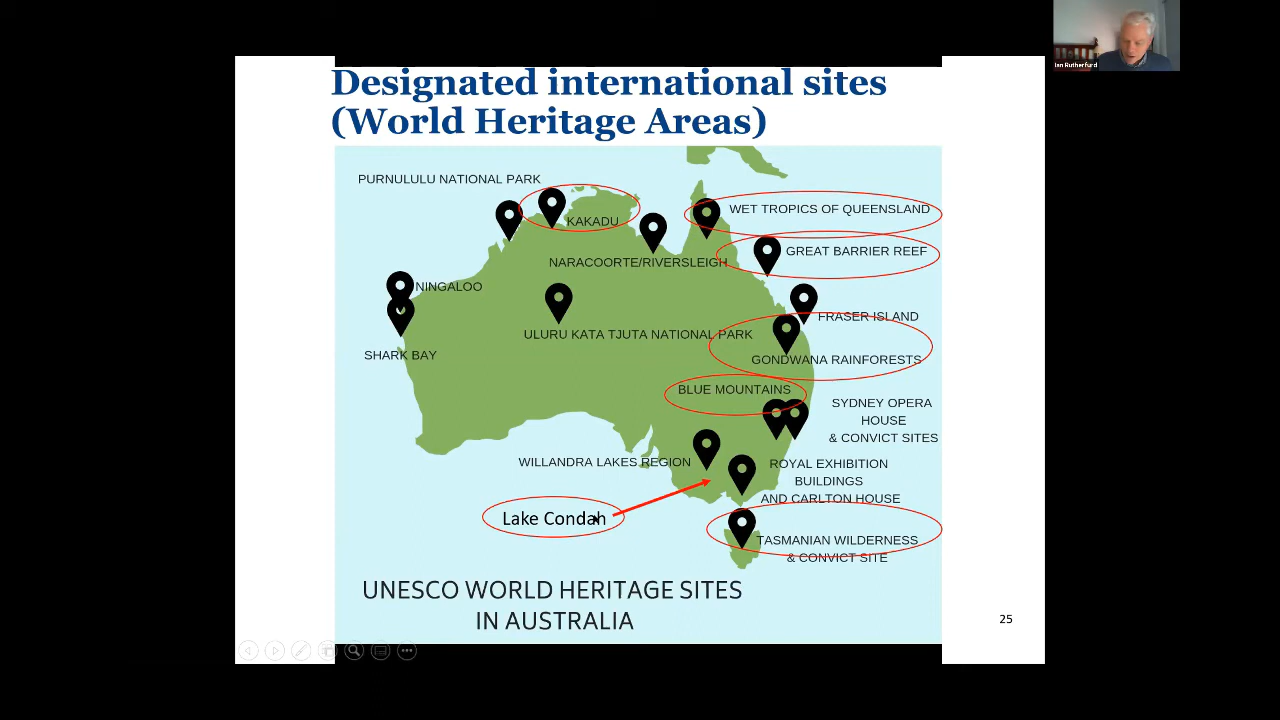 Ian Rutherfurd
Designated international sites
(World Heritage Areas)
PURNULULU NATIONAL PARK
KAKADU
WET TROPICS OF QUEENSLAND
GREAT BARRIER REEF
NARACOORTE/RIVERSLEIGH
NINGALOO
FRASER ISLAND
ULURU KATA TJUTA NATIONAL PARK
SHARK BAY
GONDWANA RAINFORESTS
BLUE MOUNTAINS
SYDNEY OPERA
HOUSE
& CONVICT SITES
WILLANDRA LAKES REGION
ROYAL EXHIBITION
BUILDINGS
AND CARLTON HOUSE
Lake Condah
TASMANIAN WILDERNESS
& CONVICT SITE
UNESCO WORLD HERITAGE SITES
IN AUSTRALIA
25